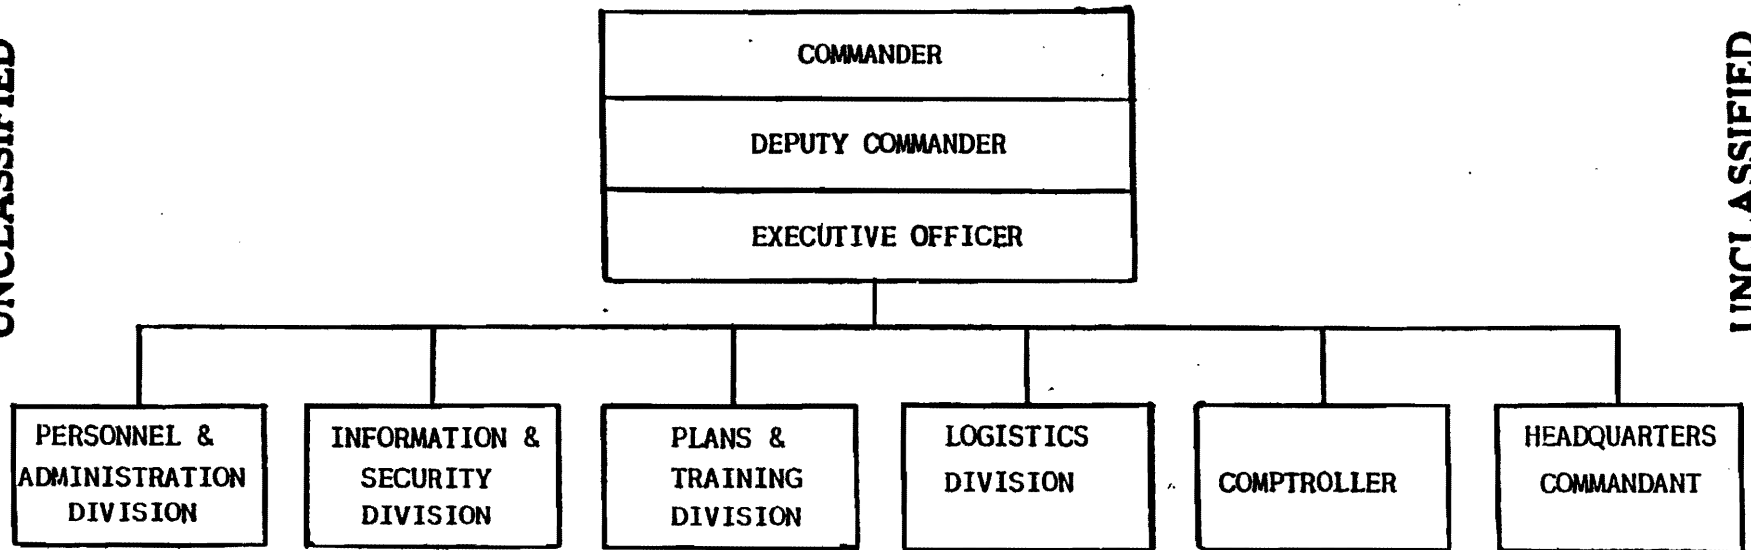 UNCLASSIFIED
COMMANDER
DEPUTY COMMANDER
EXECUTIVE OFFICER
PERSONNEL &
ADMINISTRATION
DIVISION
INFORMATION &
SECURITY
DIVISION
PLANS &
TRAINING
DIVISION
LOGISTICS
DIVISION
COMPTROLLER
HEADQUARTERS
COMMANDANT
UNCLASSIFIED